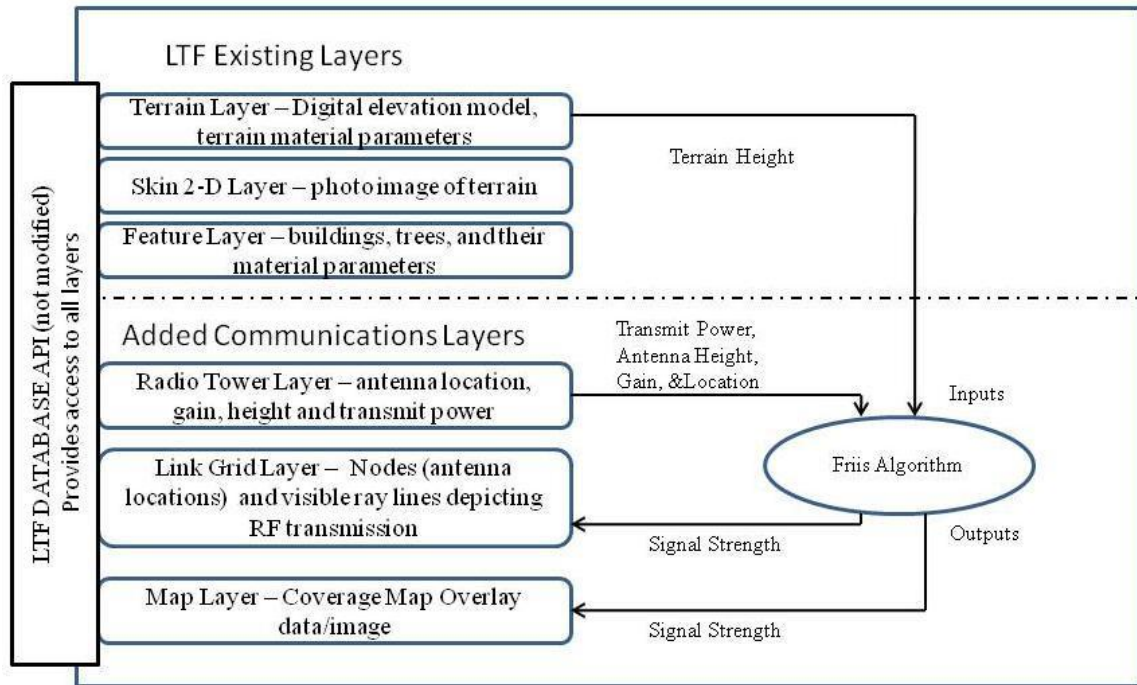 LTF Existing Layers
LTF DATABASE API (not modified)
Provides access to all layers
Terrain Layer – Digital elevation model,
terrain material parameters
Terrain Height
Skin 2-D Layer – photo image of terrain
Feature Layer – buildings, trees, and their
material parameters
Added Communications Layers
Transmit Power,
Antenna Height,
Gain, &Location
Radio Tower Layer – antenna location,
gain, height and transmit power
Inputs
Friis Algorithm
Link Grid Layer – Nodes (antenna
locations) and visible ray lines depicting
RF transmission
Signal Strength
Outputs
Map Layer – Coverage Map Overlay
data/image
Signal Strength